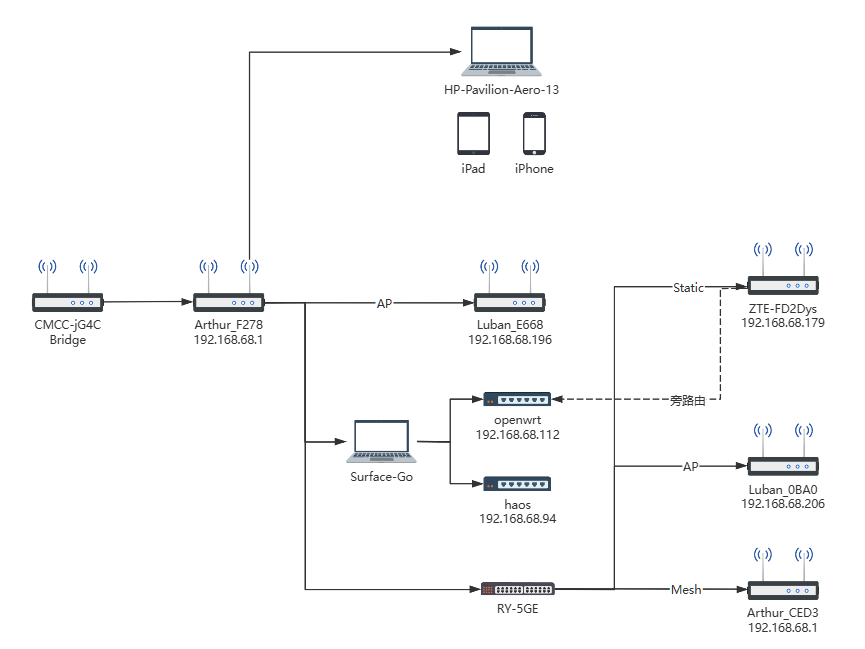 HP-Pavilion-Aero-13
iPad
iPhone
CMCC-jG4C
Bridge
Arthur_F278
192.168.68.1
AP
Luban_E668
192.168.68.196
Static
ZTE-FD2Dys
192.168.68.179
旁路由
openwrt
192.168.68.112
Surface-Go
haos
192.168.68.94
AP
Luban_0BA0
192.168.68.206
RY-5GE
Mesh
Arthur_CED3
192.168.68.1